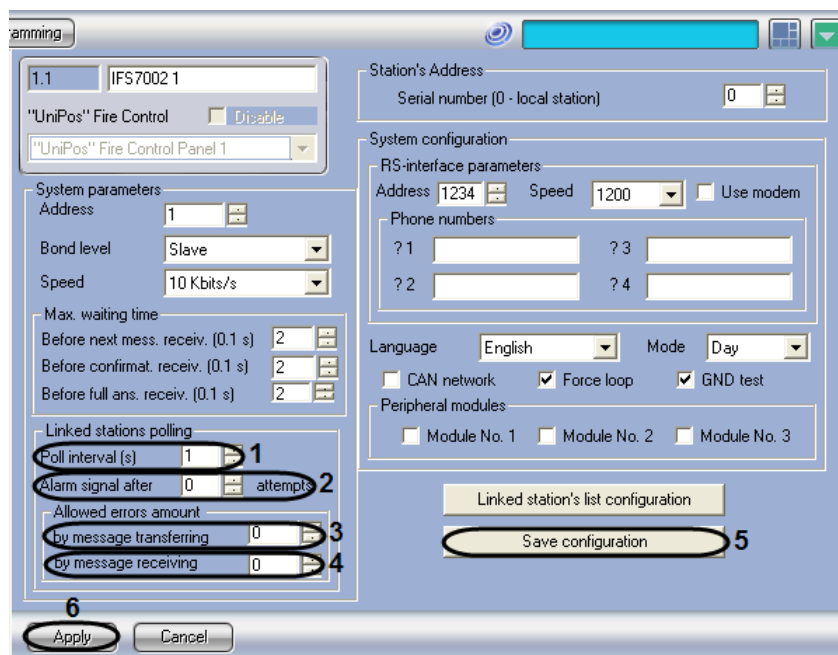 ramming
1.1 IFS7002 1
"UniPos" Fire Control Disable
"UniPos" Fire Control Panel 1
System parameters
Address 1
Bond level Slave
Speed 10 Kbits/s
Max. waiting time
Before next mess. receiv. (0.1 s) 2
Before confirmat. receiv. (0.1 s) 2
Before full ans. receiv. (0.1 s) 2
Linked stations polling
Poll interval (s) 1 1
Alarm signal after 0 attempts 2
Allowed errors amount
by message transferring 0 3
by message receiving 0 4
Station's Address
Serial number (0 - local station) 0
System configuration
RS-interface parameters
Address 1234 Speed 1200 Use modem
Phone numbers
? 1 ? 3
? 2 ? 4
Language English Mode Day
CAN network Force loop GND test
Peripheral modules
Module No. 1 Module No. 2 Module No. 3
Linked station's list configuration
Save configuration 5
6
Apply Cancel